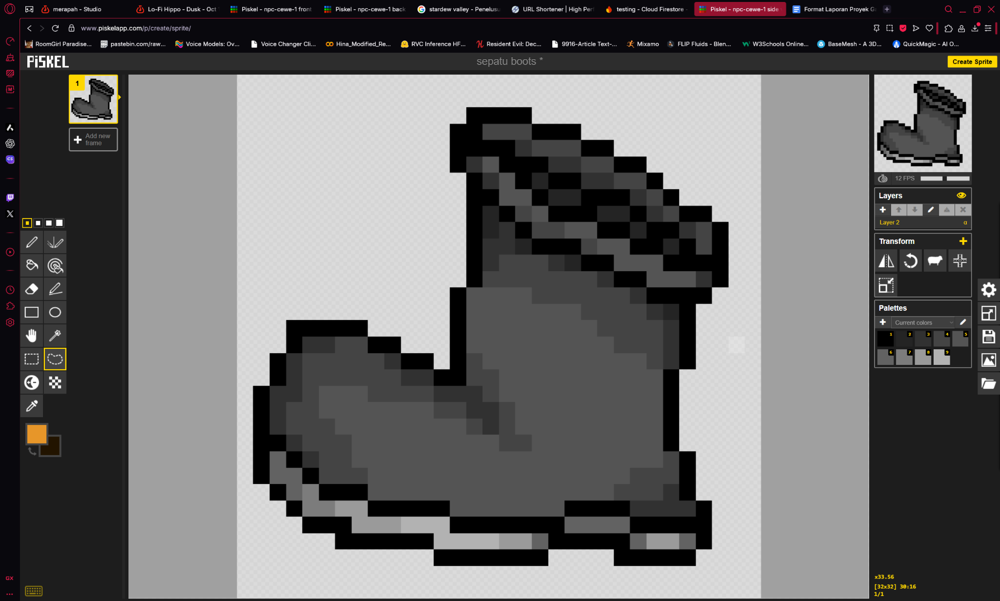 merapah - Studio
Lo-Fi Hippo - Dusk - Oct
Piskel - npc-cewe-1 front
Piskel - npc-cewe-1 back
stardew valley - Penelusu
URL Shortener | High Per
testing - Cloud Firestore -
Piskel - npc-cewe-1 side
Format Laporan Proyek Ga
www.piskelapp.com/p/create/sprite/
RoomGirl Paradise...
pastebin.com/raw...
Voice Models: Ov...
Voice Changer Cli...
Hina_Modified_Re...
RVC Inference HF...
Resident Evil: Dec...
9916-Article Text-...
Mixamo
FLIP Fluids - Blen...
W3Schools Online...
BaseMesh - A 3D...
QuickMagic - AI O...
PiSKEL
sepatu boots *
Create Sprite
1
Add new
frame
12 FPS
Layers
Layer 2
α
Transform
Palettes
Current colors
1
2
3
4
5
6
7
8
9
CS
M
GX
x33.56
[32x32] 30:16
1/1